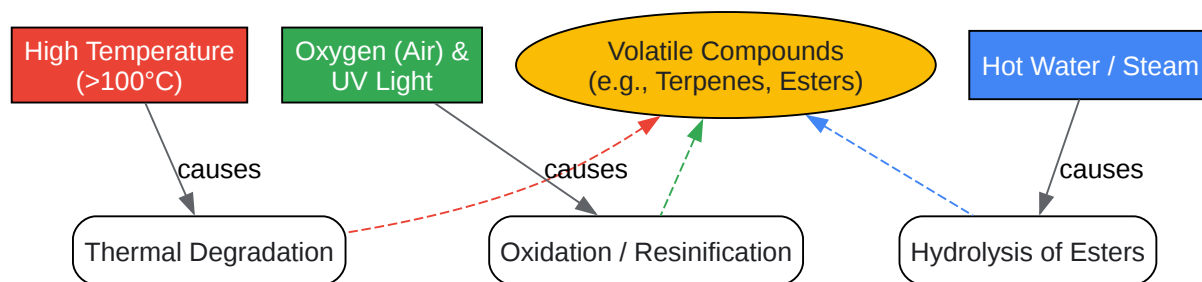 High Temperature
(>100°C)
Oxygen (Air) &
UV Light
Volatile Compounds
(e.g., Terpenes, Esters)
Hot Water / Steam
causes
causes
causes
Thermal Degradation
Oxidation / Resinification
Hydrolysis of Esters